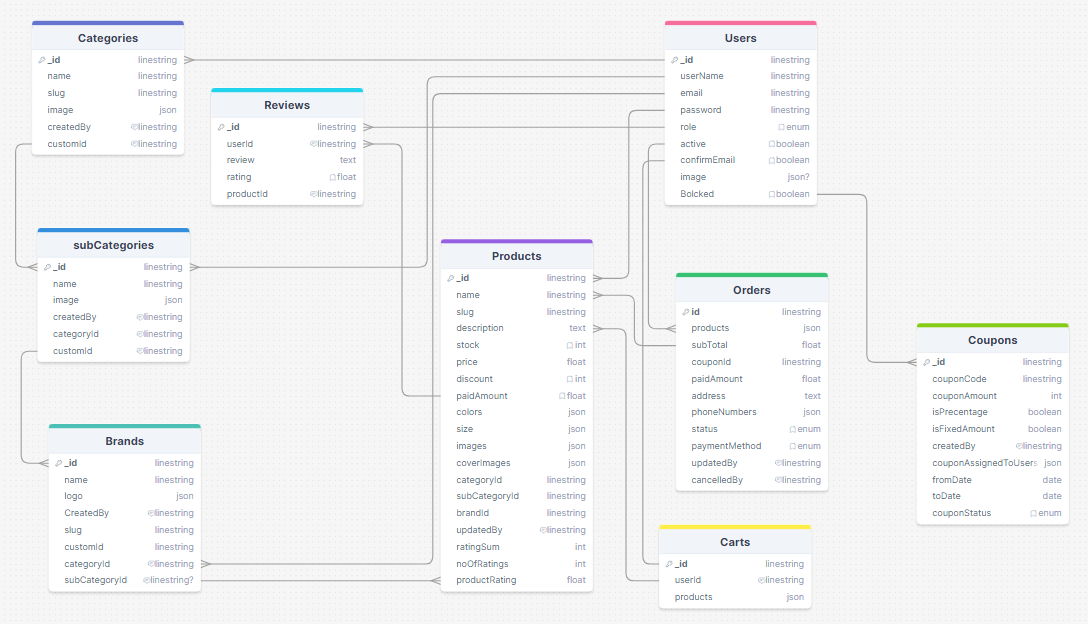 Categories
_id linestring
name linestring
slug linestring
image json
createdBy linestring
customId linestring
Reviews
_id linestring
userId linestring
review text
rating float
productId linestring
Users
_id linestring
userName linestring
email linestring
password linestring
role enum
active boolean
confirmEmail boolean
image json?
Bolcked boolean
subCategories
_id linestring
name linestring
image json
createdBy linestring
categoryId linestring
customId linestring
Products
_id linestring
name linestring
slug linestring
description text
stock int
price float
discount int
paidAmount float
colors json
size json
images json
coverImages json
categoryId linestring
subCategoryId linestring
brandId linestring
updatedBy linestring
ratingSum int
noOfRatings int
productRating float
Orders
id linestring
products json
subTotal float
couponId linestring
paidAmount float
address text
phoneNumbers json
status enum
paymentMethod enum
updatedBy linestring
cancelledBy linestring
Coupons
_id linestring
couponCode linestring
couponAmount int
isPrecentage boolean
isFixedAmount boolean
createdBy linestring
couponAssignedToUsers json
fromDate date
toDate date
couponStatus enum
Brands
_id linestring
name linestring
logo json
CreatedBy linestring
slug linestring
customId linestring
categoryId linestring
subCategoryId linestring?
Carts
_id linestring
userId linestring
products json